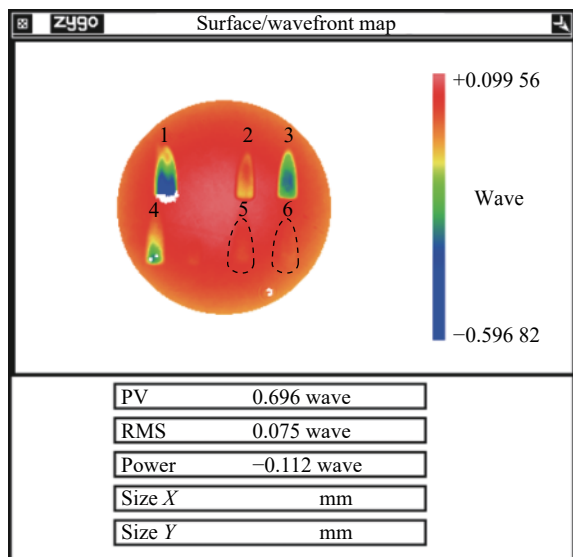 zygo Surface/wavefront map
+0.099 56
1 2 3
Wave
4 5 6
−0.596 82
PV 0.696 wave
RMS 0.075 wave
Power −0.112 wave
Size X mm
Size Y mm